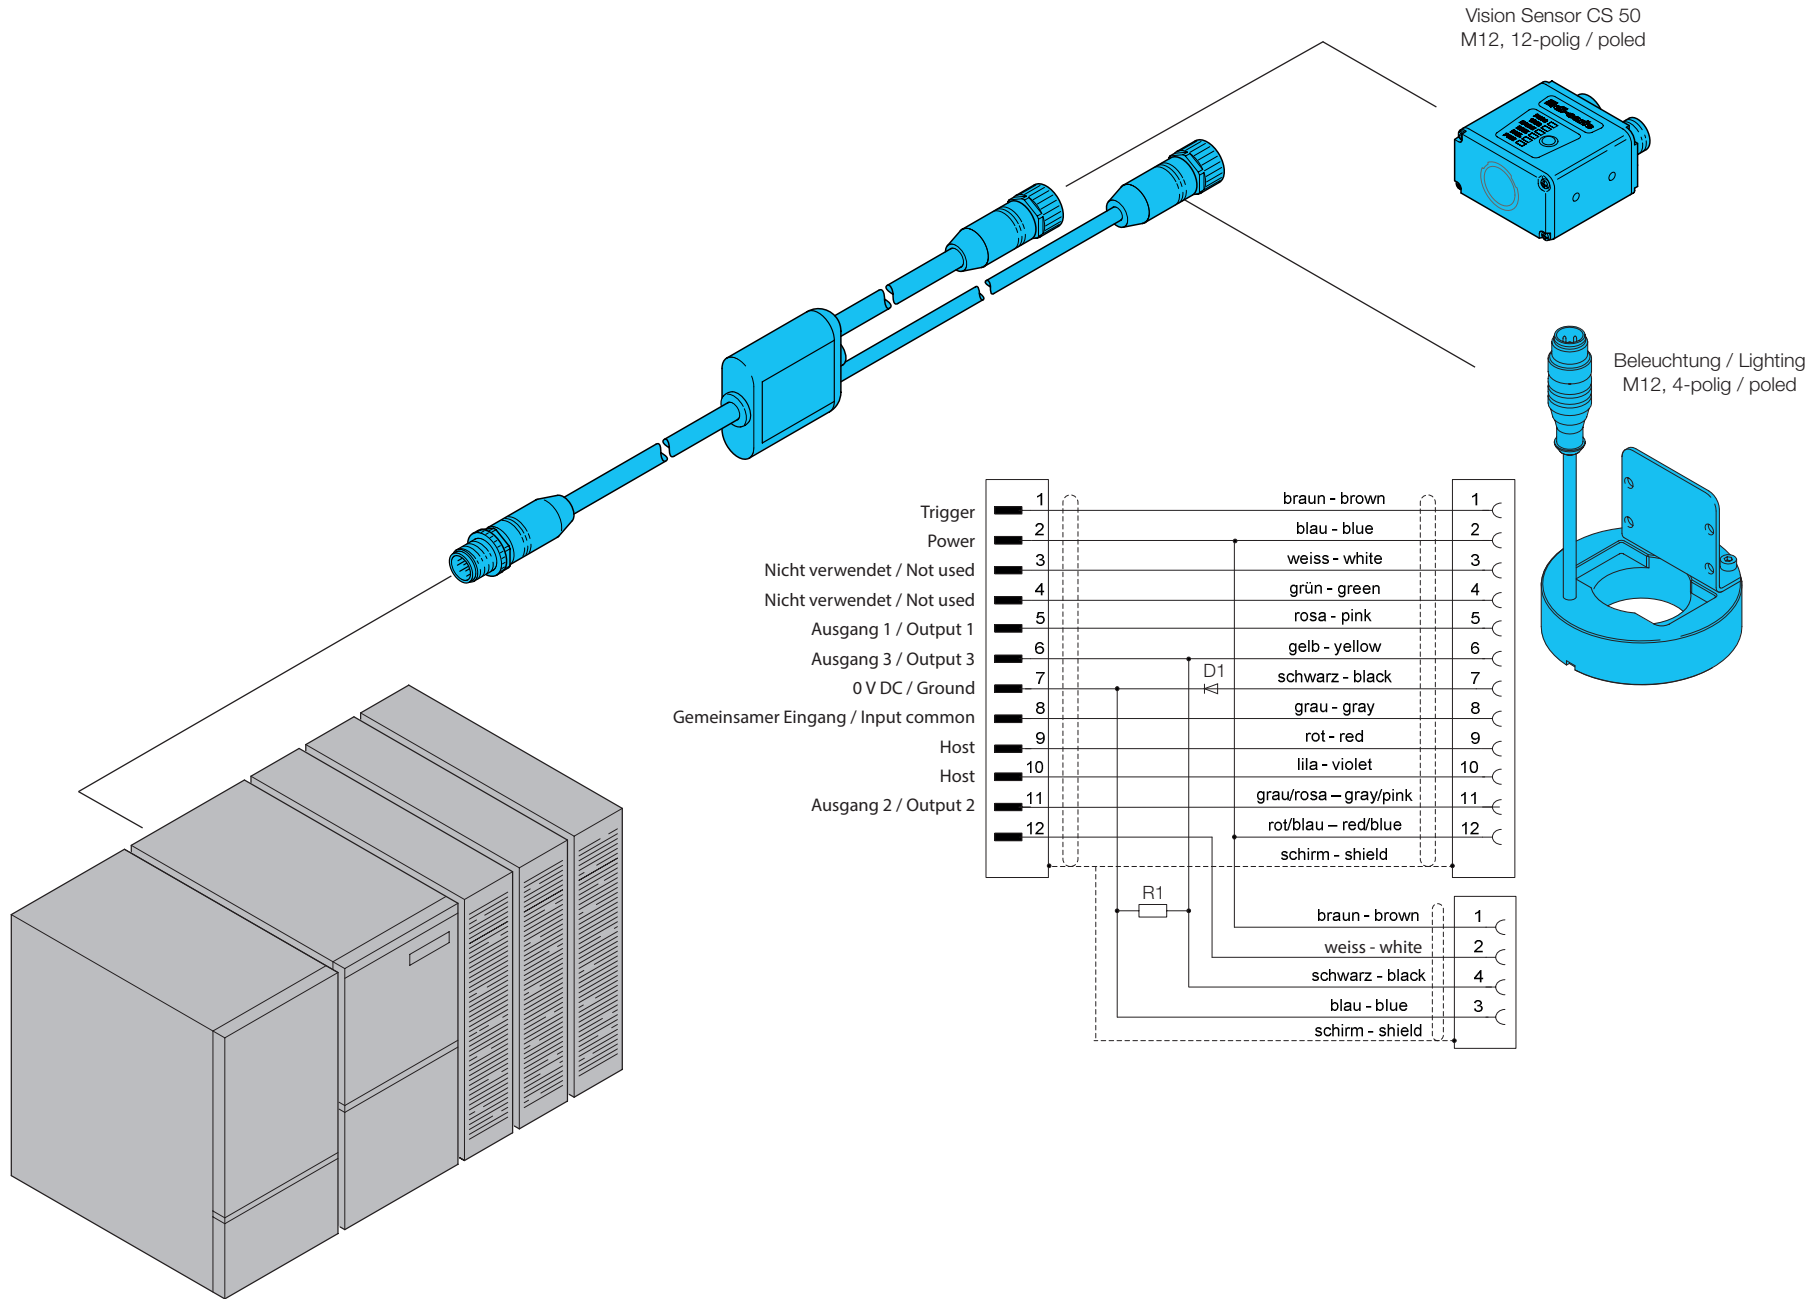 Vision Sensor CS 50
M12, 12-polig / poled
Beleuchtung / Lighting
M12, 4-polig / poled
Trigger 1 braun - brown 1
Power 2 blau - blue 2
Nicht verwendet / Not used 3 weiss - white 3
Nicht verwendet / Not used 4 grün - green 4
Ausgang 1 / Output 1 5 rosa - pink 5
Ausgang 3 / Output 3 6 gelb - yellow 6
D1
0 V DC / Ground 7 schwarz - black 7
Gemeinsamer Eingang / Input common 8 grau - gray 8
Host 9 rot - red 9
Host 10 lila - violet 10
Ausgang 2 / Output 2 11 grau/rosa – gray/pink 11
12 rot/blau – red/blue 12
schirm - shield
R1
braun - brown 1
weiss - white 2
schwarz - black 4
blau - blue 3
schirm - shield